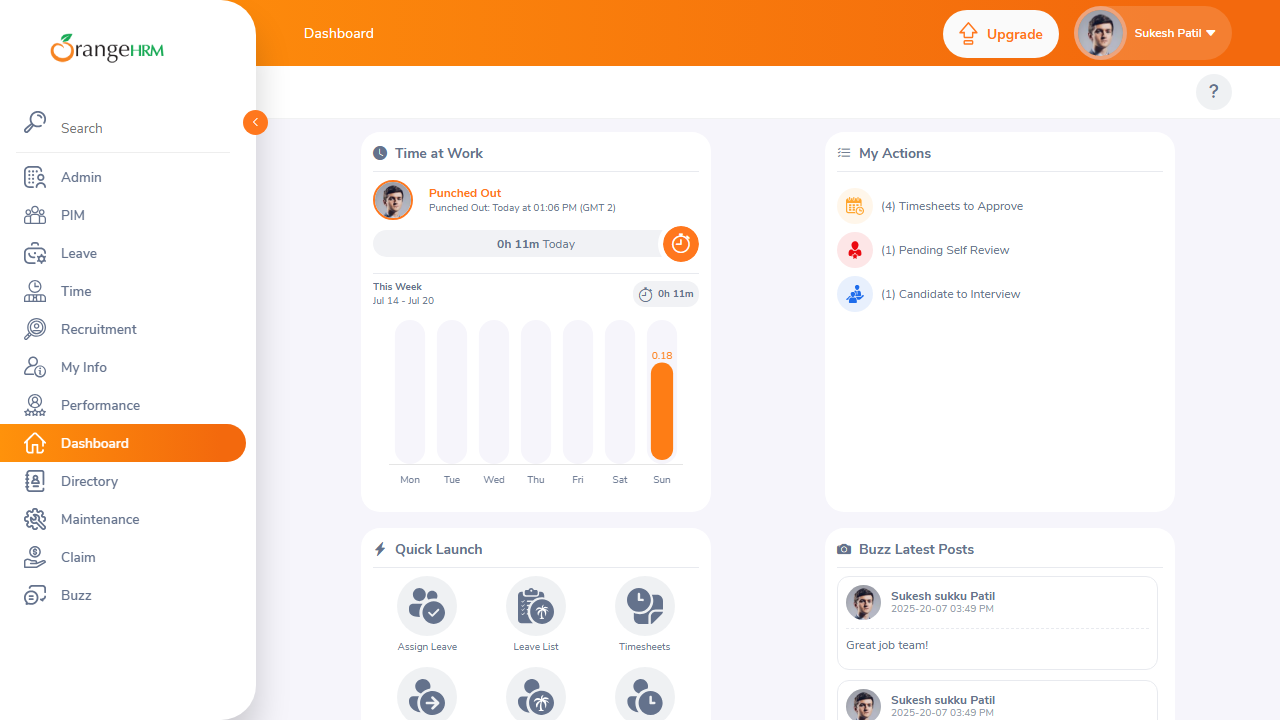 OrangeHRM
Dashboard
Upgrade
Sukesh Patil
?
Search
Admin
PIM
Leave
Time
Recruitment
My Info
Performance
Dashboard
Directory
Maintenance
Claim
Buzz
Time at Work
Punched Out
Punched Out: Today at 01:06 PM (GMT 2)
0h 11m Today
This Week
Jul 14 - Jul 20
0h 11m
0.18
Mon Tue Wed Thu Fri Sat Sun
My Actions
(4) Timesheets to Approve
(1) Pending Self Review
(1) Candidate to Interview
Quick Launch
Assign Leave
Leave List
Timesheets
Buzz Latest Posts
Sukesh sukku Patil
2025-20-07 03:49 PM
Great job team!
Sukesh sukku Patil
2025-20-07 03:49 PM